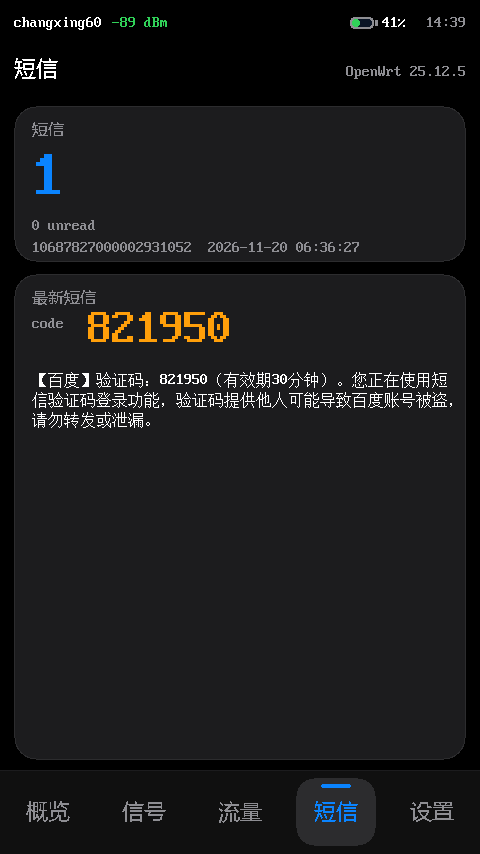 changxing60 -89 dBm 41% 14:39
短信 OpenWrt 25.12.5
短信
1
0 unread
10687827000002931052 2026-11-20 06:36:27
最新短信
code 821950
【百度】验证码：821950（有效期30分钟）。您正在使用短
信验证码登录功能，验证码提供他人可能导致百度账号被盗，
请勿转发或泄漏。
概览 信号 流量 短信 设置